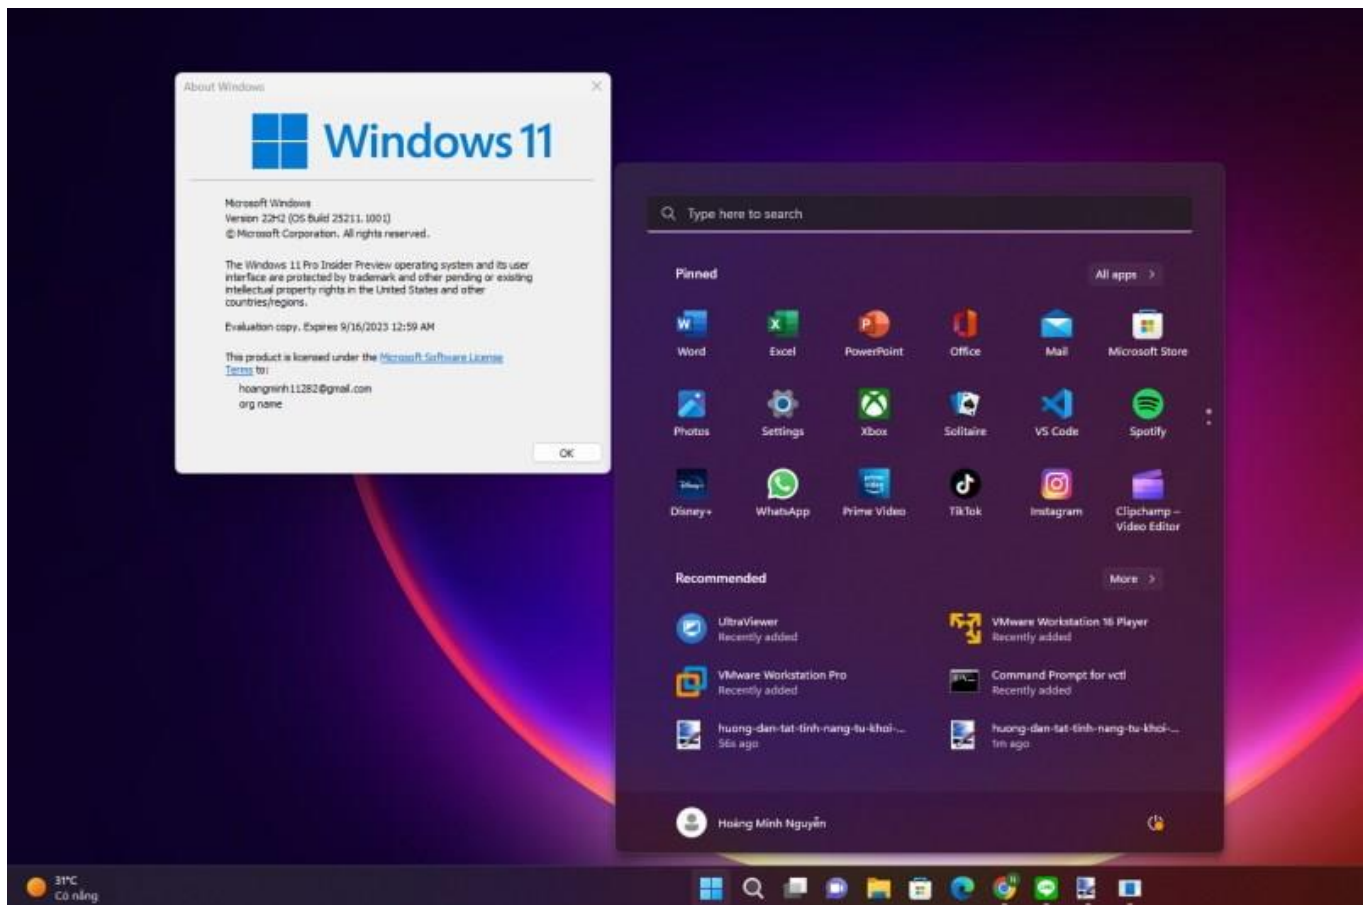 About Windows
Windows 11
Microsoft Windows
Version 22H2 (OS Build 25211.1001)
© Microsoft Corporation. All rights reserved.
The Windows 11 Pro Insider Preview operating system and its user
interface are protected by trademark and other pending or existing
intellectual property rights in the United States and other
countries/regions.
Evaluation copy. Expires 9/16/2023 12:59 AM
This product is licensed under the Microsoft Software License
Terms to:
hoangminh11282@gmail.com
org name
OK
Type here to search
Pinned
All apps
Word
Excel
PowerPoint
Office
Mail
Microsoft Store
Photos
Settings
Xbox
Solitaire
VS Code
Spotify
Disney+
WhatsApp
Prime Video
TikTok
Instagram
Clipchamp –
Video Editor
Recommended
More
UltraViewer
Recently added
VMware Workstation 16 Player
Recently added
VMware Workstation Pro
Recently added
Command Prompt for vctl
Recently added
huong-dan-tat-tinh-nang-tu-khoi-...
56s ago
huong-dan-tat-tinh-nang-tu-khoi-...
1m ago
Hoàng Minh Nguyễn
31°C
Có nắng